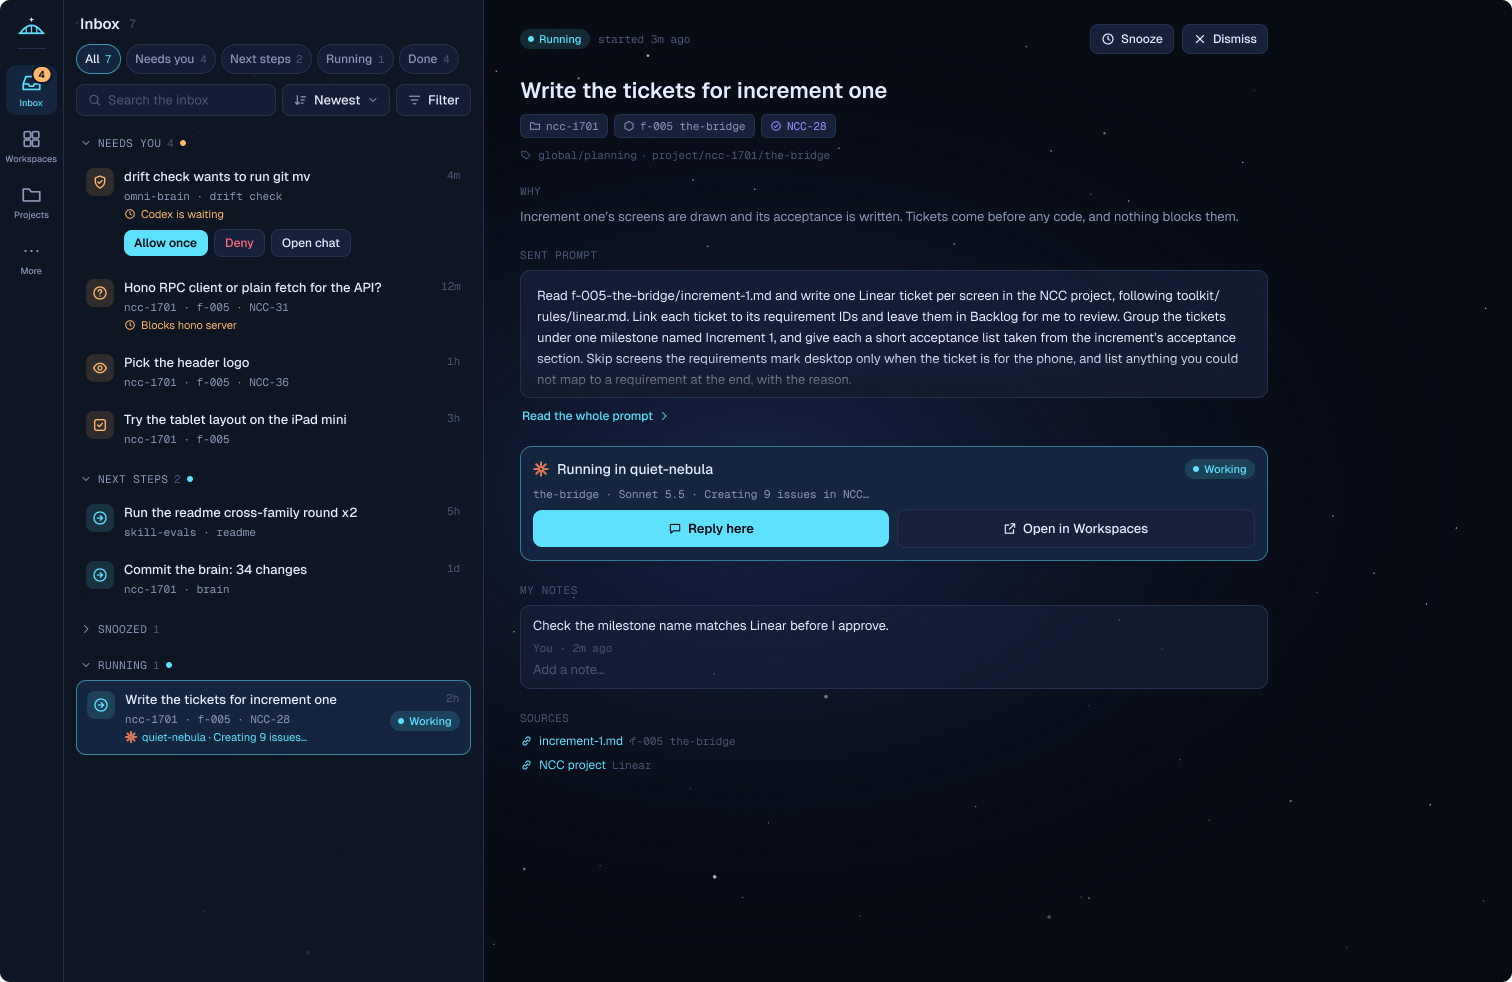 Inbox 7
All 7
Needs you 4
Next steps 2
Running 1
Done 4
Search the inbox
Newest
Filter
4
Inbox
Workspaces
Projects
More
NEEDS YOU 4
drift check wants to run git mv 4m
omni-brain · drift check
Codex is waiting
Allow once
Deny
Open chat
Hono RPC client or plain fetch for the API? 12m
ncc-1701 · f-005 · NCC-31
Blocks hono server
Pick the header logo 1h
ncc-1701 · f-005 · NCC-36
Try the tablet layout on the iPad mini 3h
ncc-1701 · f-005
NEXT STEPS 2
Run the readme cross-family round x2 5h
skill-evals · readme
Commit the brain: 34 changes 1d
ncc-1701 · brain
SNOOZED 1
RUNNING 1
Write the tickets for increment one 2h
ncc-1701 · f-005 · NCC-28
Working
quiet-nebula · Creating 9 issues…
Running started 3m ago
Snooze
Dismiss
Write the tickets for increment one
ncc-1701
f-005 the-bridge
NCC-28
global/planning · project/ncc-1701/the-bridge
WHY
Increment one's screens are drawn and its acceptance is written. Tickets come before any code, and nothing blocks them.
SENT PROMPT
Read f-005-the-bridge/increment-1.md and write one Linear ticket per screen in the NCC project, following toolkit/
rules/linear.md. Link each ticket to its requirement IDs and leave them in Backlog for me to review. Group the tickets
under one milestone named Increment 1, and give each a short acceptance list taken from the increment's acceptance
section. Skip screens the requirements mark desktop only when the ticket is for the phone, and list anything you could
not map to a requirement at the end, with the reason.
Read the whole prompt
Running in quiet-nebula
Working
the-bridge · Sonnet 5.5 · Creating 9 issues in NCC…
Reply here
Open in Workspaces
MY NOTES
Check the milestone name matches Linear before I approve.
You · 2m ago
Add a note…
SOURCES
increment-1.md f-005 the-bridge
NCC project Linear